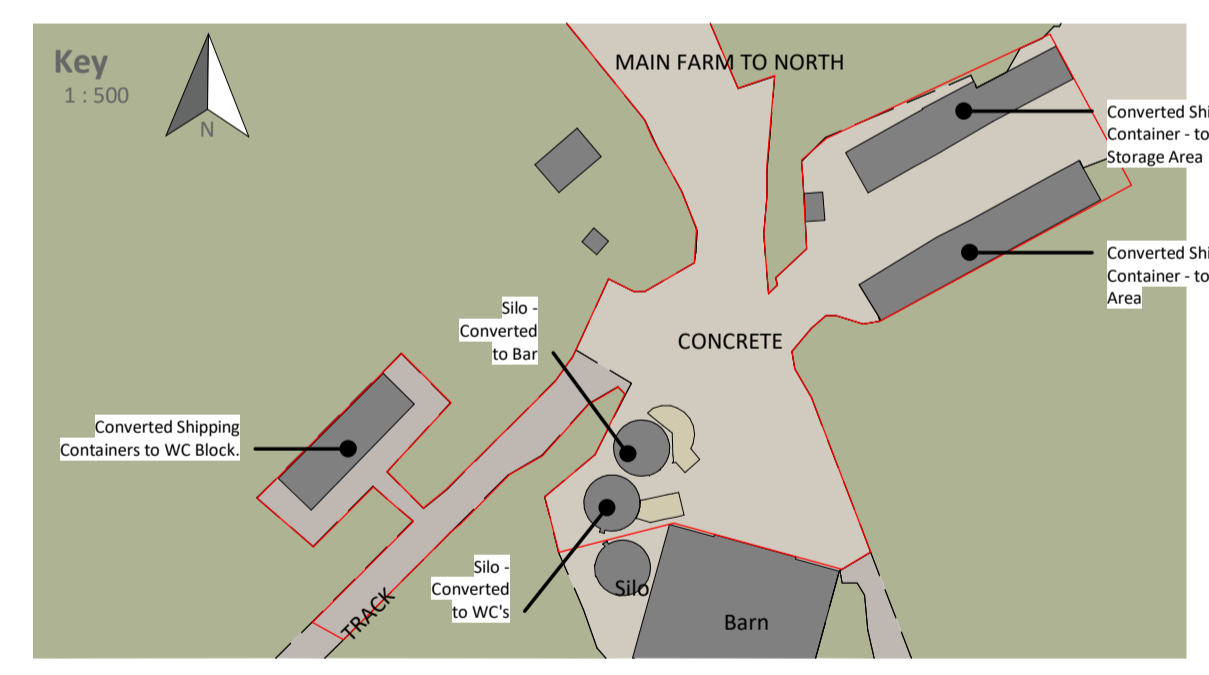 Key
1 : 500
N
MAIN FARM TO NORTH
Converted Shi
Container - to
Storage Area
Converted Shi
Container - to
Area
Silo -
Converted
to Bar
CONCRETE
Converted Shipping
Containers to WC Block.
Silo -
Converted
to WC's
Silo
TRACK
Barn